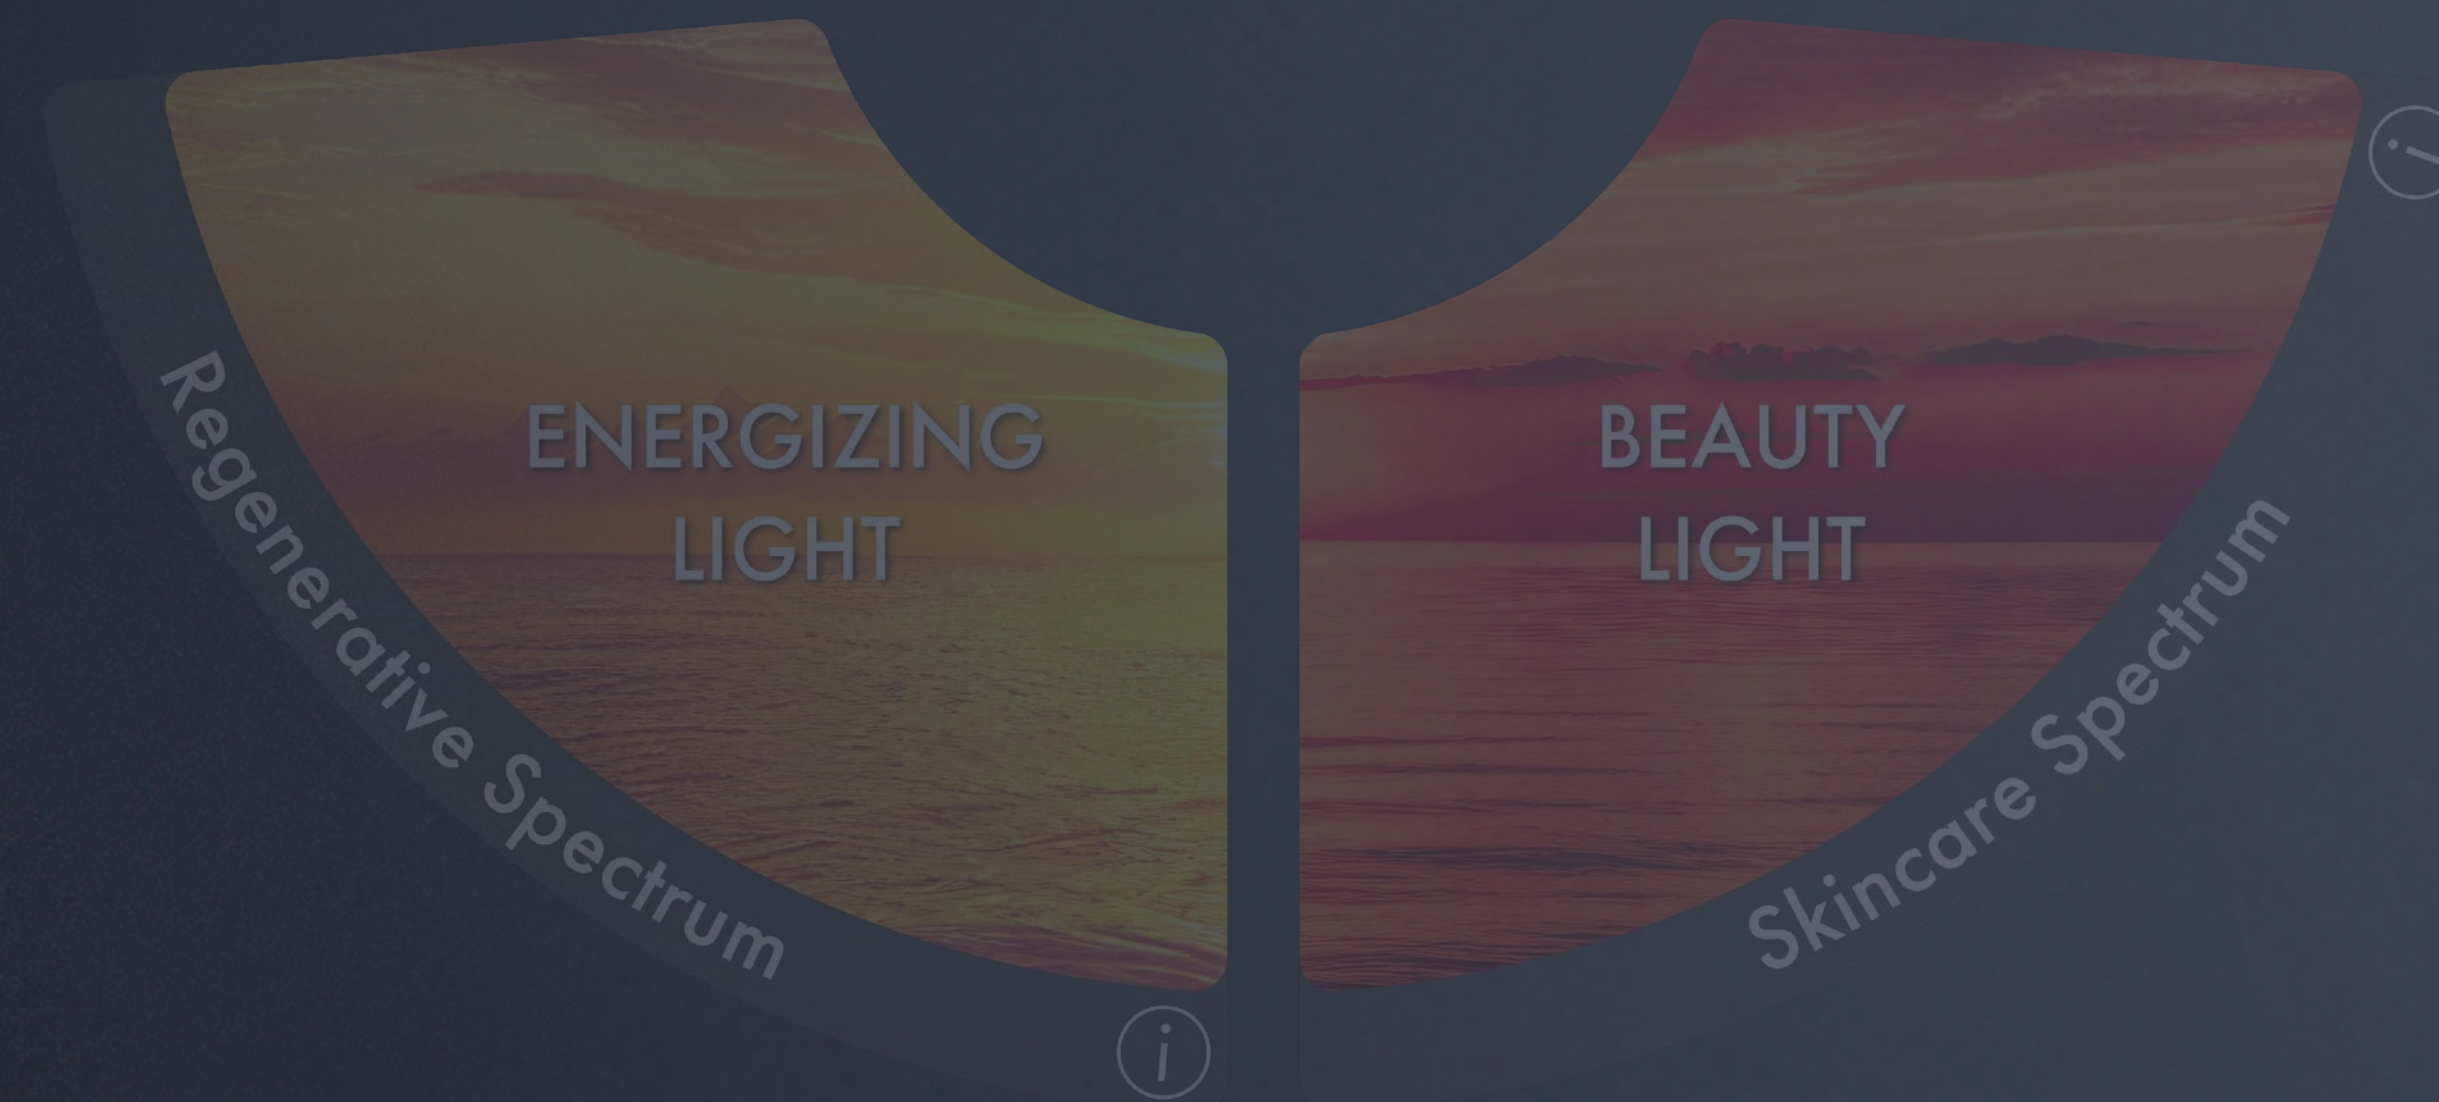 ENERGIZING
LIGHT
Regenerative Spectrum
i
BEAUTY
LIGHT
Skincare Spectrum
i